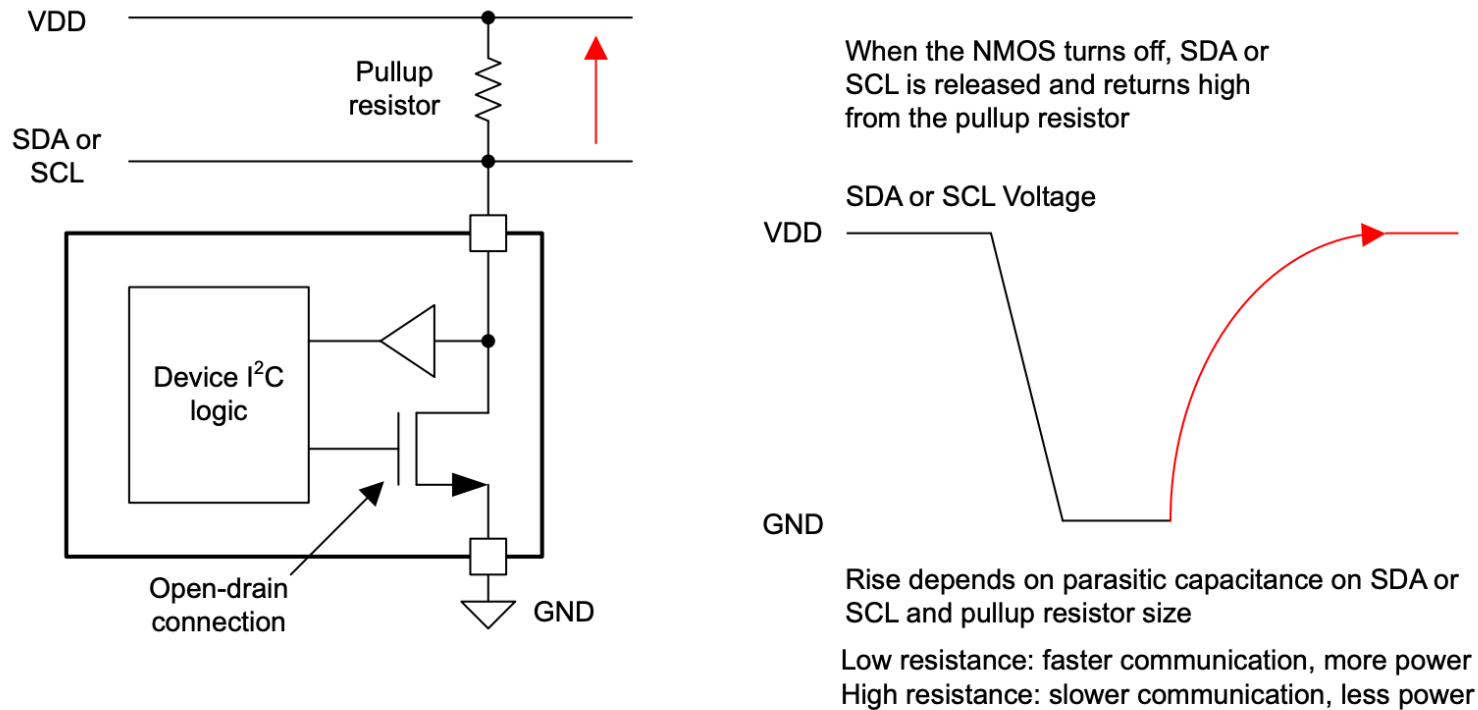 VDD
Pullup
resistor
SDA or
SCL
Device I²C
logic
Open-drain
connection
GND
When the NMOS turns off, SDA or
SCL is released and returns high
from the pullup resistor
SDA or SCL Voltage
VDD
GND
Rise depends on parasitic capacitance on SDA or
SCL and pullup resistor size
Low resistance: faster communication, more power
High resistance: slower communication, less power